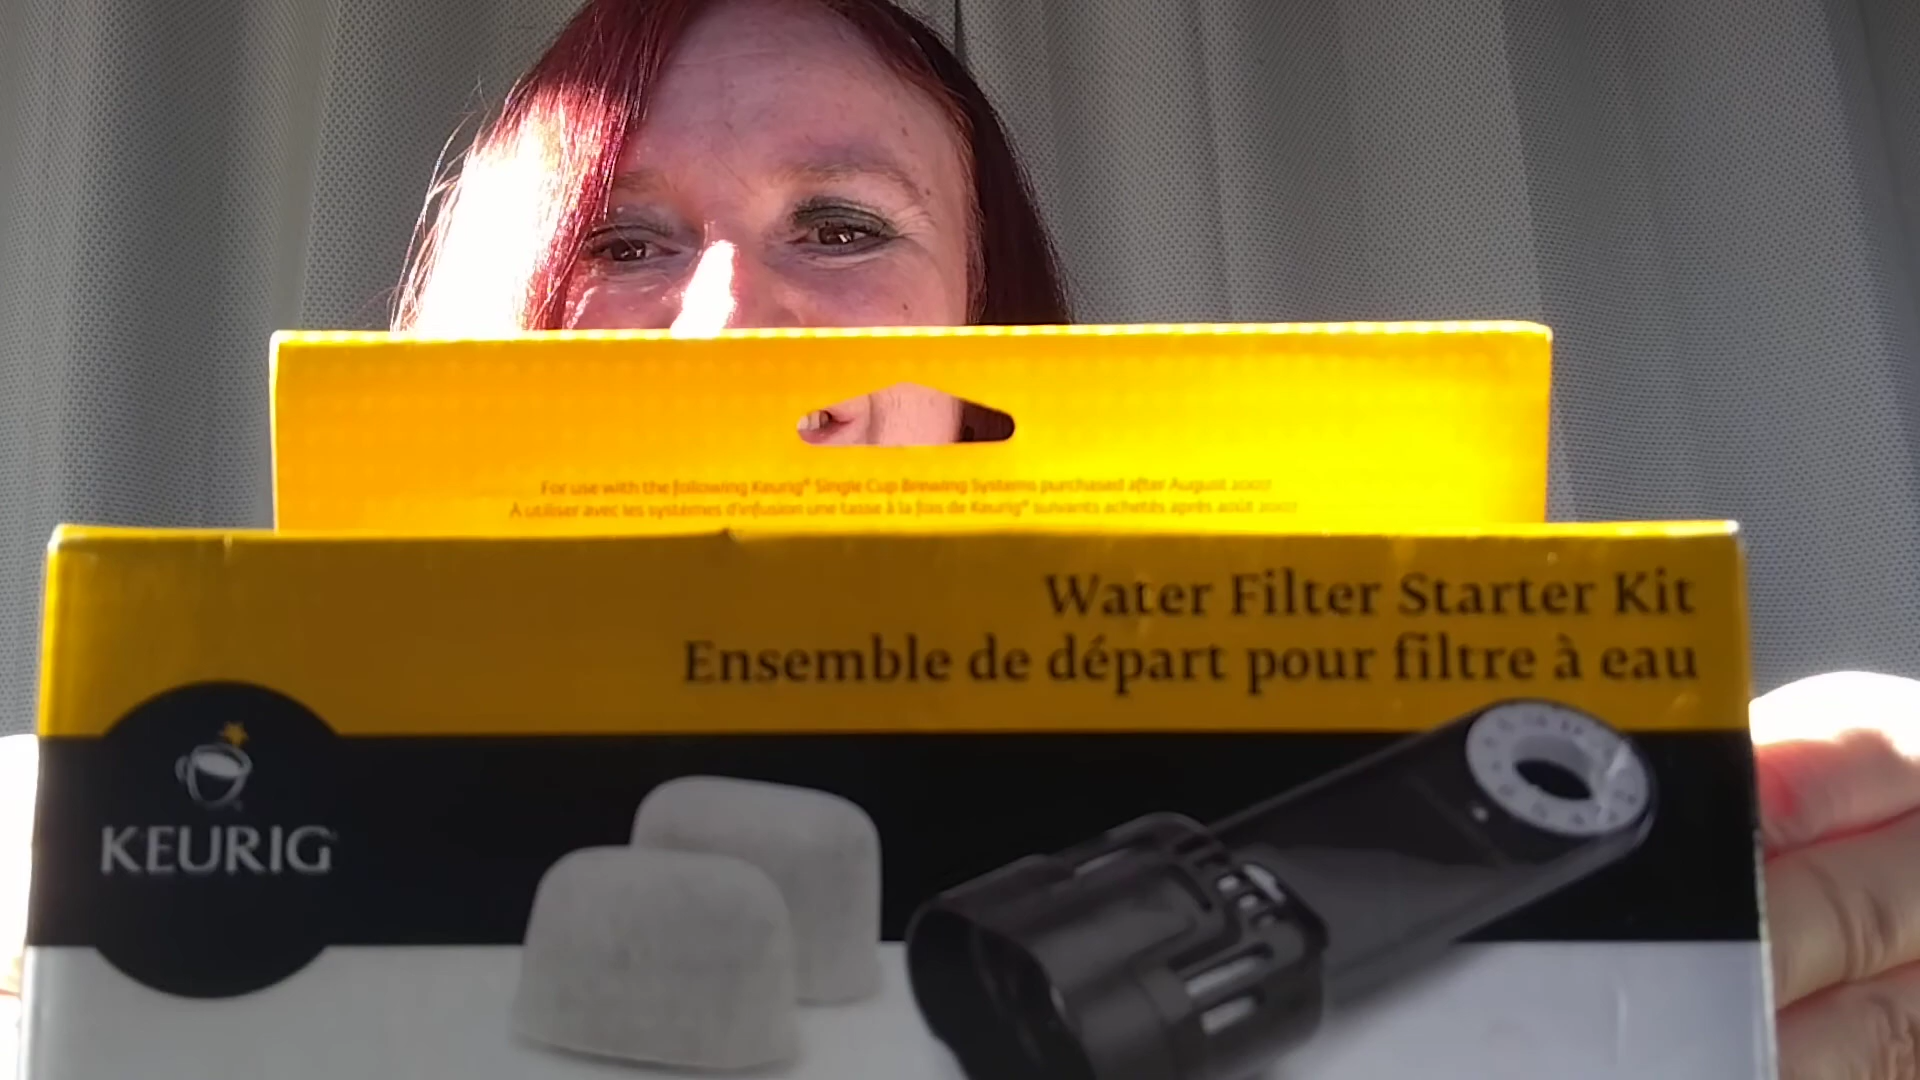 For use with the following Keurig® Single Cup Brewing Systems purchased after August 2007
À utiliser avec les systèmes d'infusion une tasse à la fois de Keurig® suivants achetés après août 2007
Water Filter Starter Kit
Ensemble de départ pour filtre à eau
KEURIG